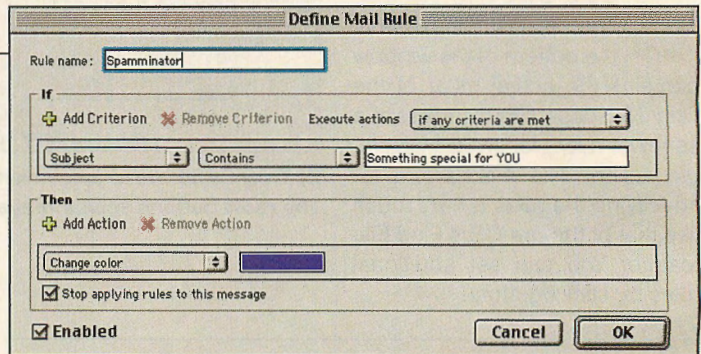 Define Mail Rule
Rule name: Spamminator
If
Add Criterion Remove Criterion Execute actions if any criteria are met
Subject Contains Something special for YOU
Then
Add Action Remove Action
Change color
Stop applying rules to this message
Enabled Cancel OK